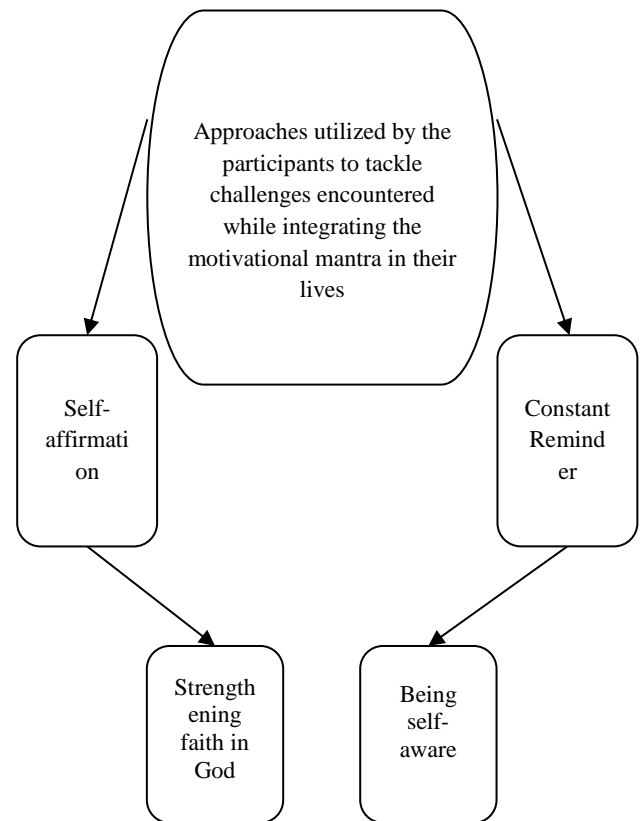 Approaches utilized by the
participants to tackle
challenges encountered
while integrating the
motivational mantra in their
lives
Self-
affirmati
on
Constant
Remind
er
Strength
ening
faith in
God
Being
self-
aware